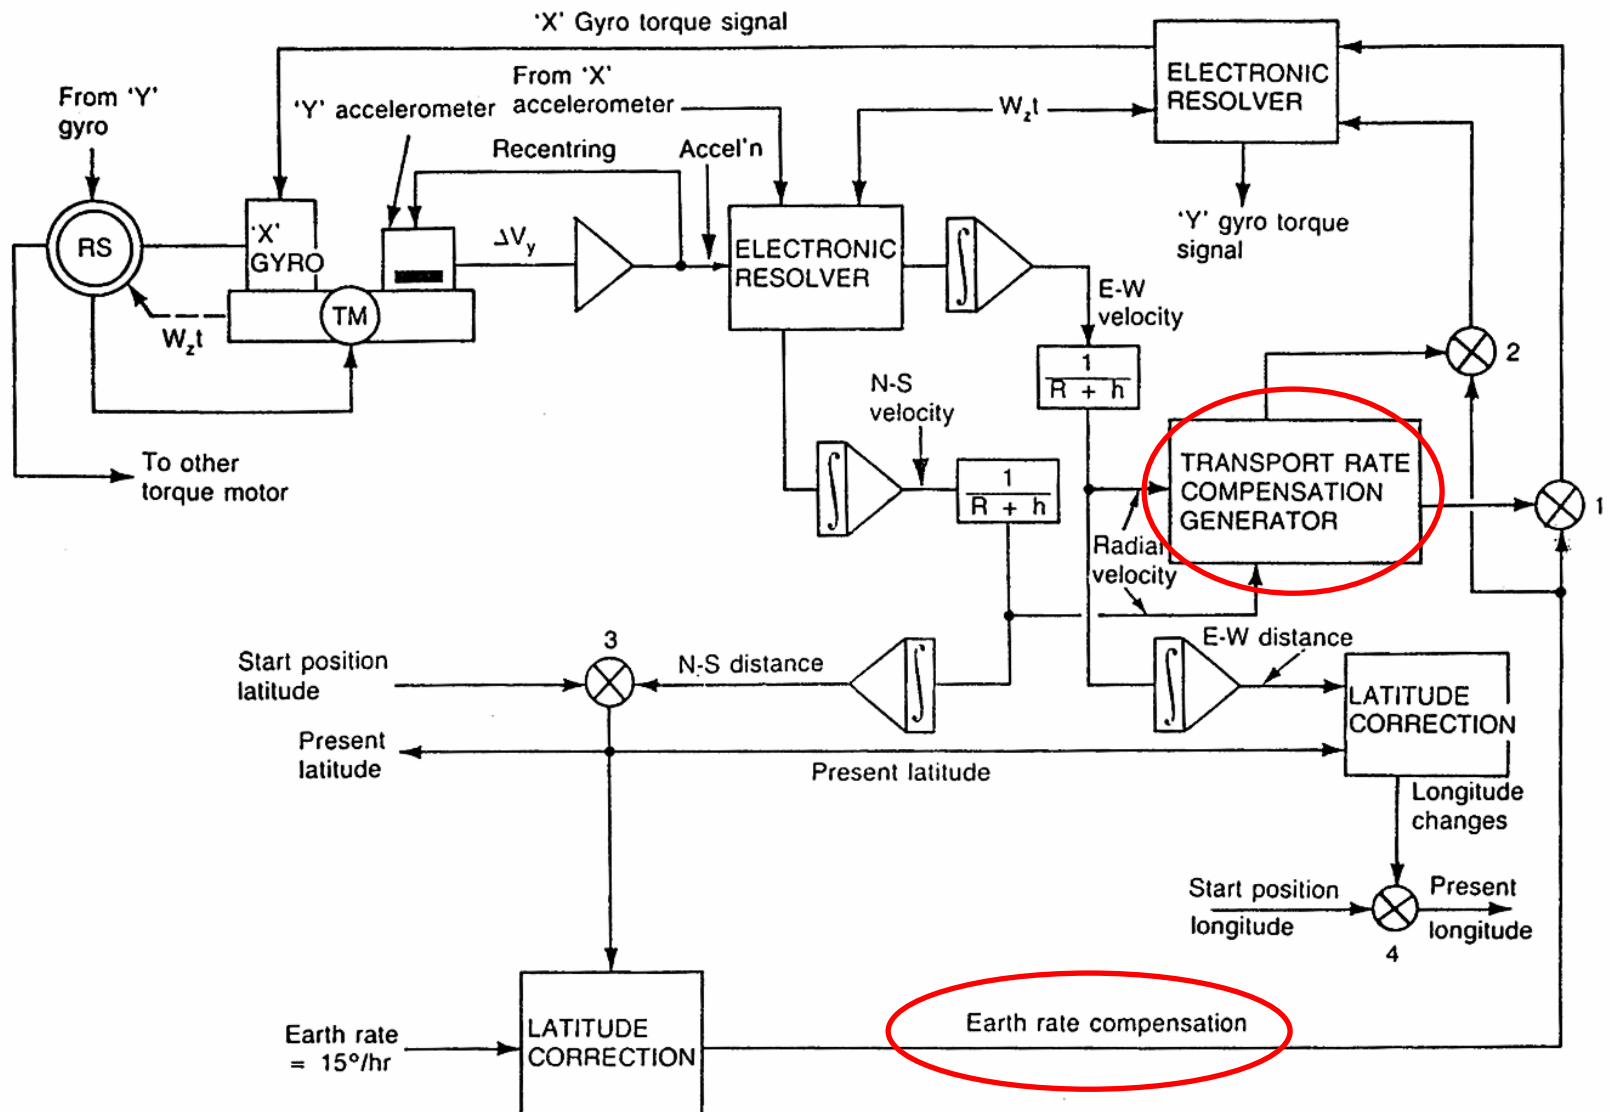 'X' Gyro torque signal
From 'Y'
gyro
'Y' accelerometer
From 'X'
accelerometer
Recentring
Accel'n
W_z t
ELECTRONIC
RESOLVER
'Y' gyro torque
signal
RS
'X'
GYRO
TM
W_z t
ΔV_y
ELECTRONIC
RESOLVER
∫
E-W
velocity
1
R + h
2
To other
torque motor
N-S
velocity
∫
1
R + h
TRANSPORT RATE
COMPENSATION
GENERATOR
1
Radial
velocity
3
Start position
latitude
N-S distance
∫
∫
E-W distance
LATITUDE
CORRECTION
Present
latitude
Present latitude
Longitude
changes
Start position
longitude
4
Present
longitude
Earth rate
= 15°/hr
LATITUDE
CORRECTION
Earth rate compensation